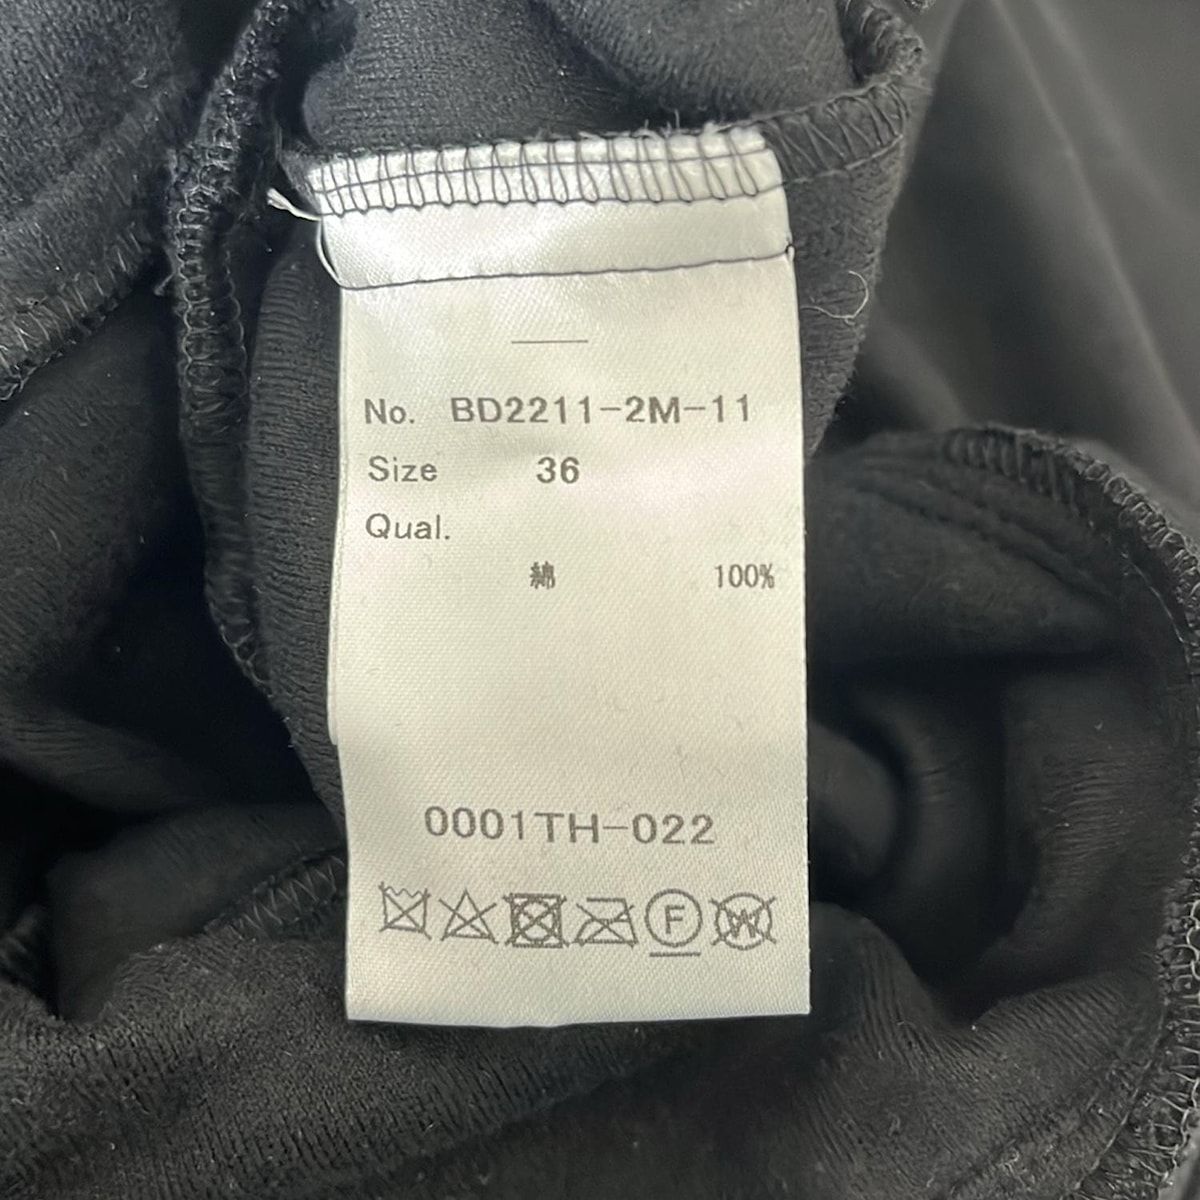 No. BD2211-2M-11
Size 36
Qual.
綿 100%
0001TH-022
F
W